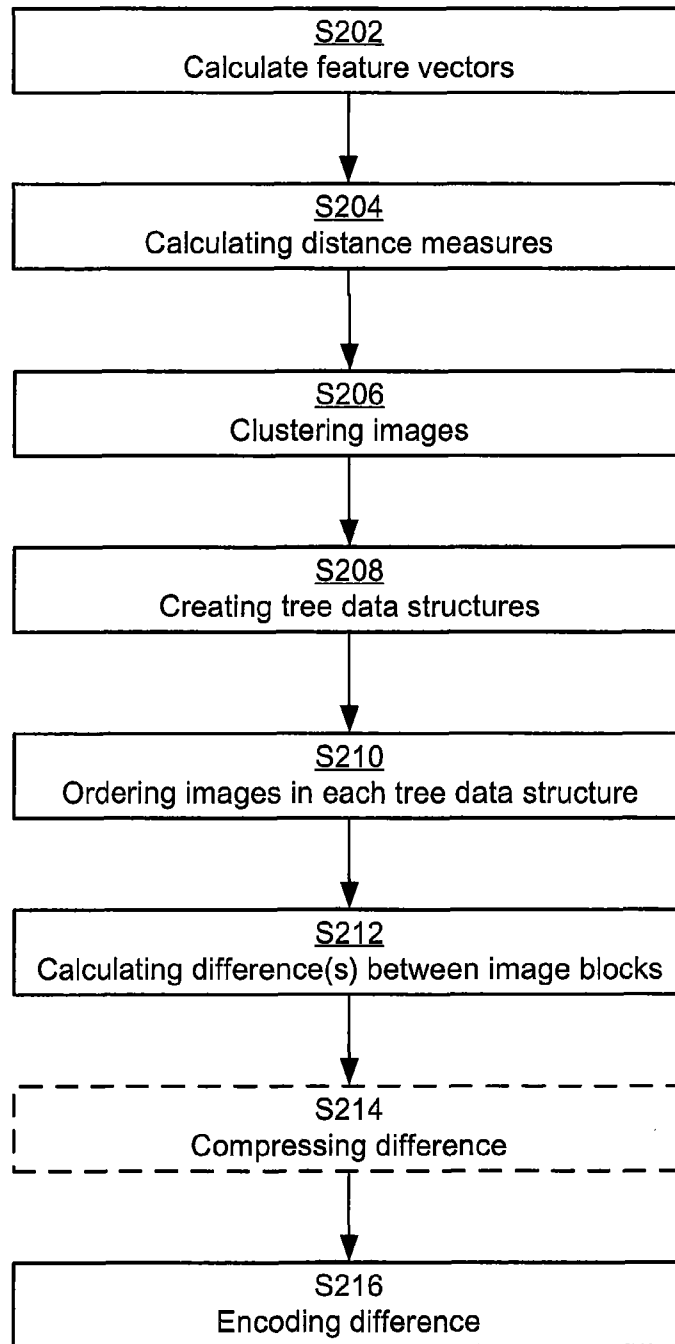 S202
Calculate feature vectors
S204
Calculating distance measures
S206
Clustering images
S208
Creating tree data structures
S210
Ordering images in each tree data structure
S212
Calculating difference(s) between image blocks
S214
Compressing difference
S216
Encoding difference